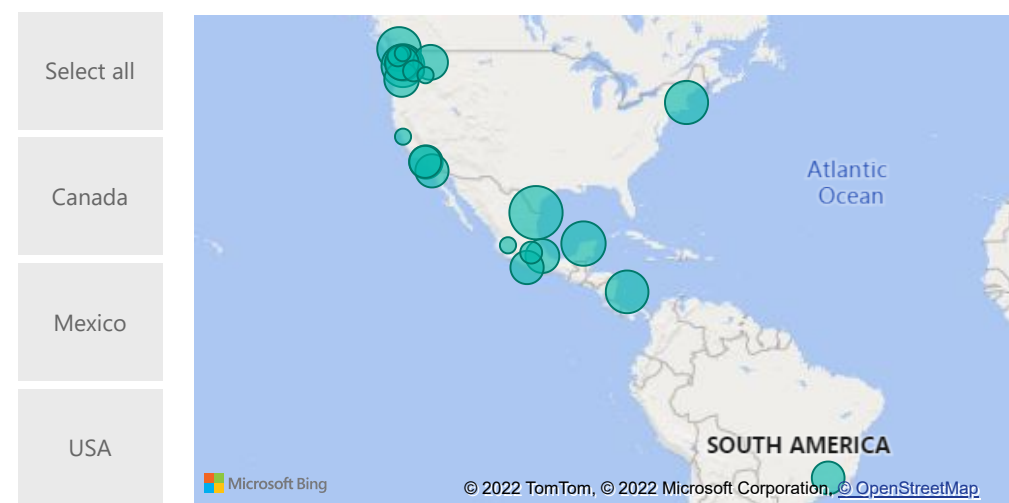 Select all
Canada
Mexico
USA
Atlantic
Ocean
SOUTH AMERICA
Microsoft Bing
© 2022 TomTom, © 2022 Microsoft Corporation, © OpenStreetMap